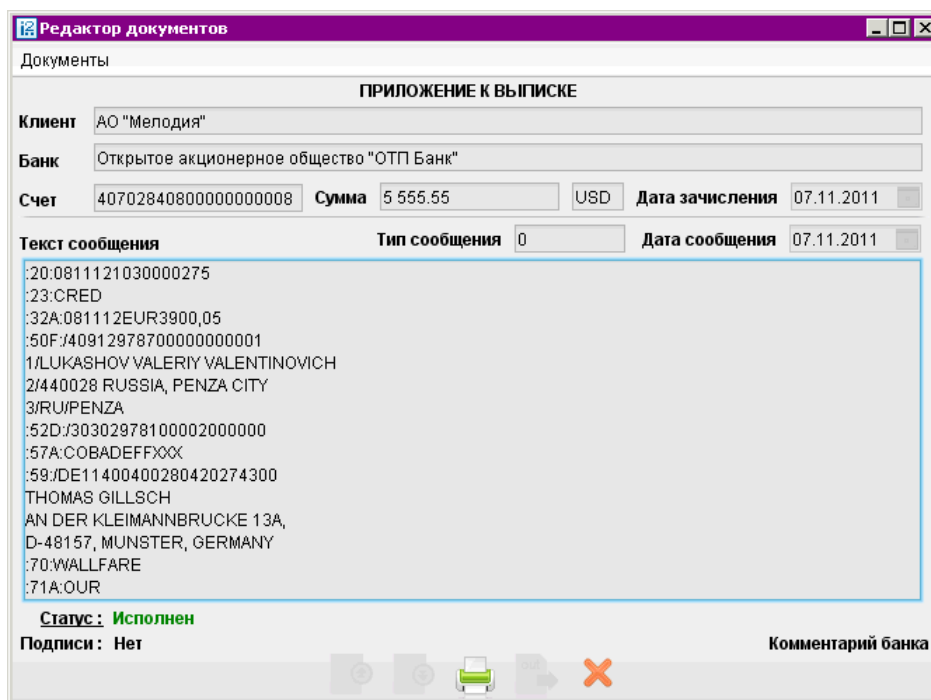 Редактор документов
Документы
ПРИЛОЖЕНИЕ К ВЫПИСКЕ
Клиент АО "Мелодия"
Банк Открытое акционерное общество "ОТП Банк"
Счет 40702840800000000008 Сумма 5 555.55 USD Дата зачисления 07.11.2011
Текст сообщения Тип сообщения 0 Дата сообщения 07.11.2011
:20:0811121030000275
:23:CRED
:32A:081112EUR3900,05
:50F:/40912978700000000001
1/LUKASHOV VALERIY VALENTINOVICH
2/440028 RUSSIA, PENZA CITY
3/RU/PENZA
:52D:/30302978100002000000
:57A:COBADEFFXXX
:59:/DE11400400280420274300
THOMAS GILLSCH
AN DER KLEIMANNBRUCKE 13A,
D-48157, MUNSTER, GERMANY
:70:WALLFARE
:71A:OUR
Статус: Исполнен
Подписи: Нет Комментарий банка